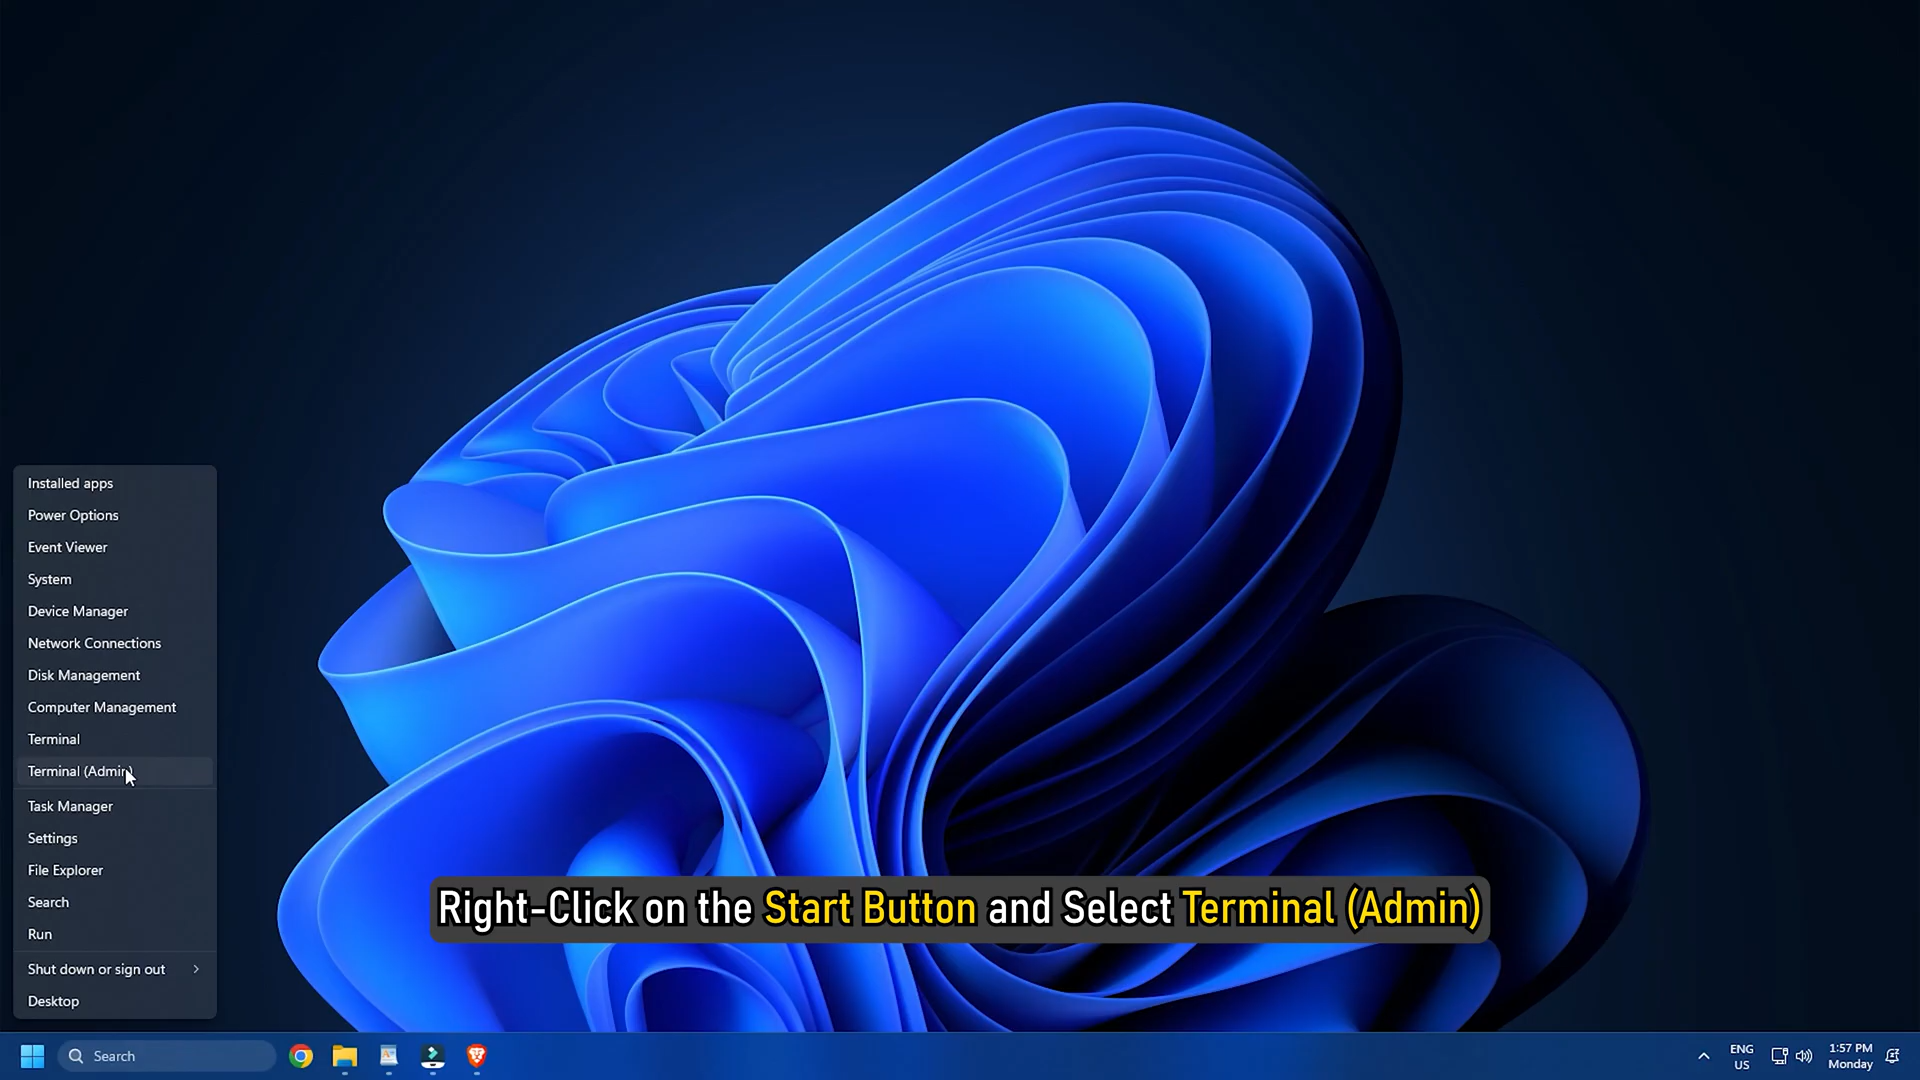 Installed apps
Power Options
Event Viewer
System
Device Manager
Network Connections
Disk Management
Computer Management
Terminal
Terminal (Admin)
Task Manager
Settings
File Explorer
Search
Run
Shut down or sign out
Desktop
Right-Click on the Start Button and Select Terminal (Admin)
Search
ENG
US
1:57 PM
Monday